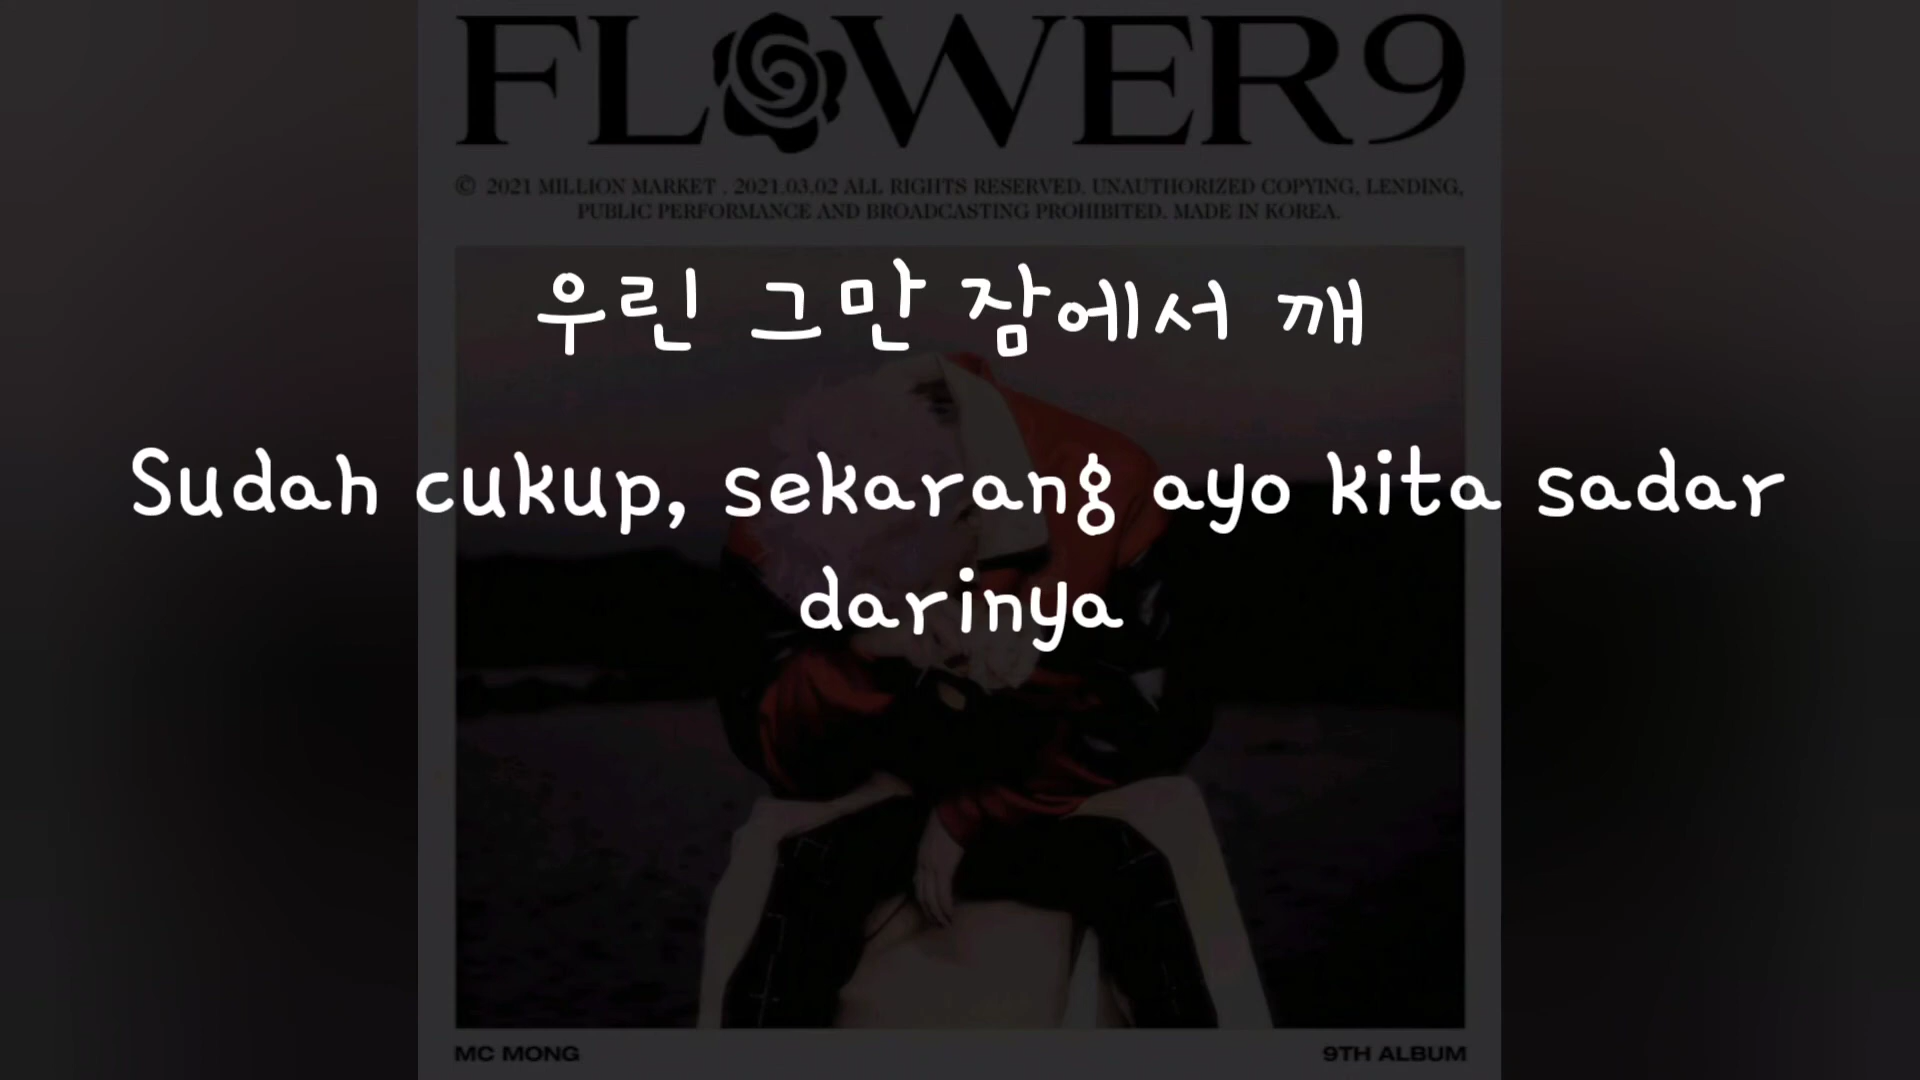 FLOWER9
© 2021 MILLION MARKET . 2021.03.02 ALL RIGHTS RESERVED. UNAUTHORIZED COPYING, LENDING,
PUBLIC PERFORMANCE AND BROADCASTING PROHIBITED. MADE IN KOREA.
우린 그만 잠에서 깨
Sudah cukup, sekarang ayo kita sadar
darinya
MC MONG
9TH ALBUM